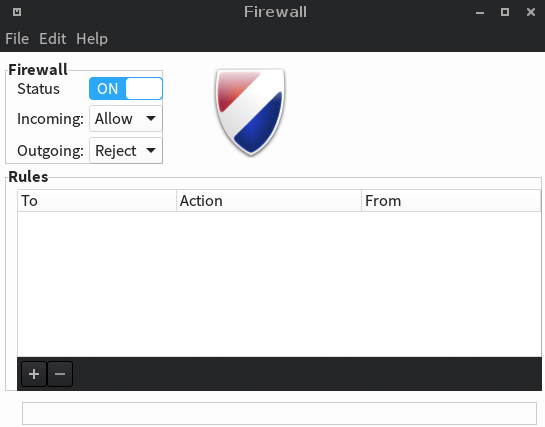 Firewall
File Edit Help
Firewall
Status ON
Incoming: Allow
Outgoing: Reject
Rules
To Action From